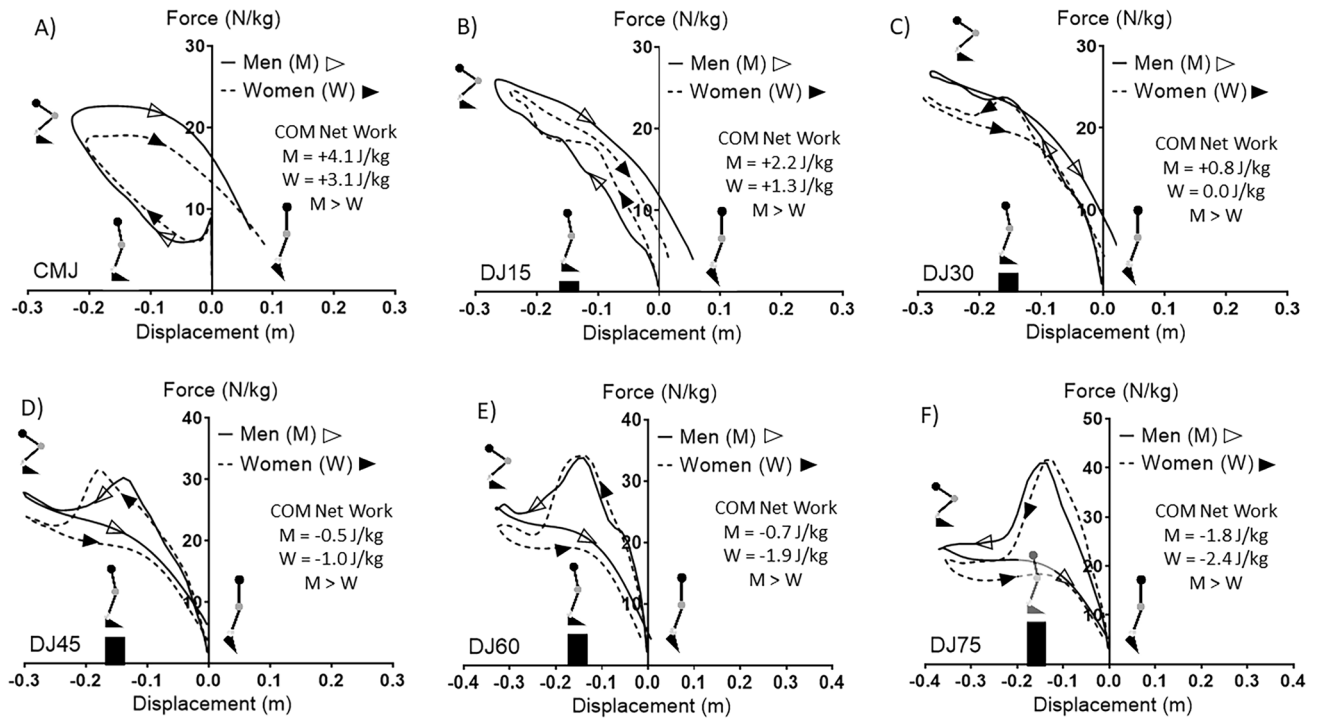 A)
Force (N/kg)
30
20
10
Men (M)
Women (W)
COM Net Work
M = +4.1 J/kg
W = +3.1 J/kg
M > W
CMJ
-0.3 -0.2 -0.1 0.0 0.1 0.2 0.3
Displacement (m)
B)
Force (N/kg)
30
20
10
Men (M)
Women (W)
COM Net Work
M = +2.2 J/kg
W = +1.3 J/kg
M > W
DJ15
-0.3 -0.2 -0.1 0.0 0.1 0.2 0.3
Displacement (m)
C)
Force (N/kg)
30
20
10
Men (M)
Women (W)
COM Net Work
M = +0.8 J/kg
W = 0.0 J/kg
M > W
DJ30
-0.3 -0.2 -0.1 0.0 0.1 0.2 0.3
Displacement (m)
D)
Force (N/kg)
40
30
20
10
Men (M)
Women (W)
COM Net Work
M = -0.5 J/kg
W = -1.0 J/kg
M > W
DJ45
-0.3 -0.2 -0.1 0.0 0.1 0.2 0.3
Displacement (m)
E)
Force (N/kg)
40
30
20
10
Men (M)
Women (W)
COM Net Work
M = -0.7 J/kg
W = -1.9 J/kg
M > W
DJ60
-0.4 -0.3 -0.2 -0.1 0.0 0.1 0.2 0.3 0.4
Displacement (m)
F)
Force (N/kg)
50
40
30
20
10
Men (M)
Women (W)
COM Net Work
M = -1.8 J/kg
W = -2.4 J/kg
M > W
DJ75
-0.4 -0.3 -0.2 -0.1 0.0 0.1 0.2 0.3 0.4
Displacement (m)